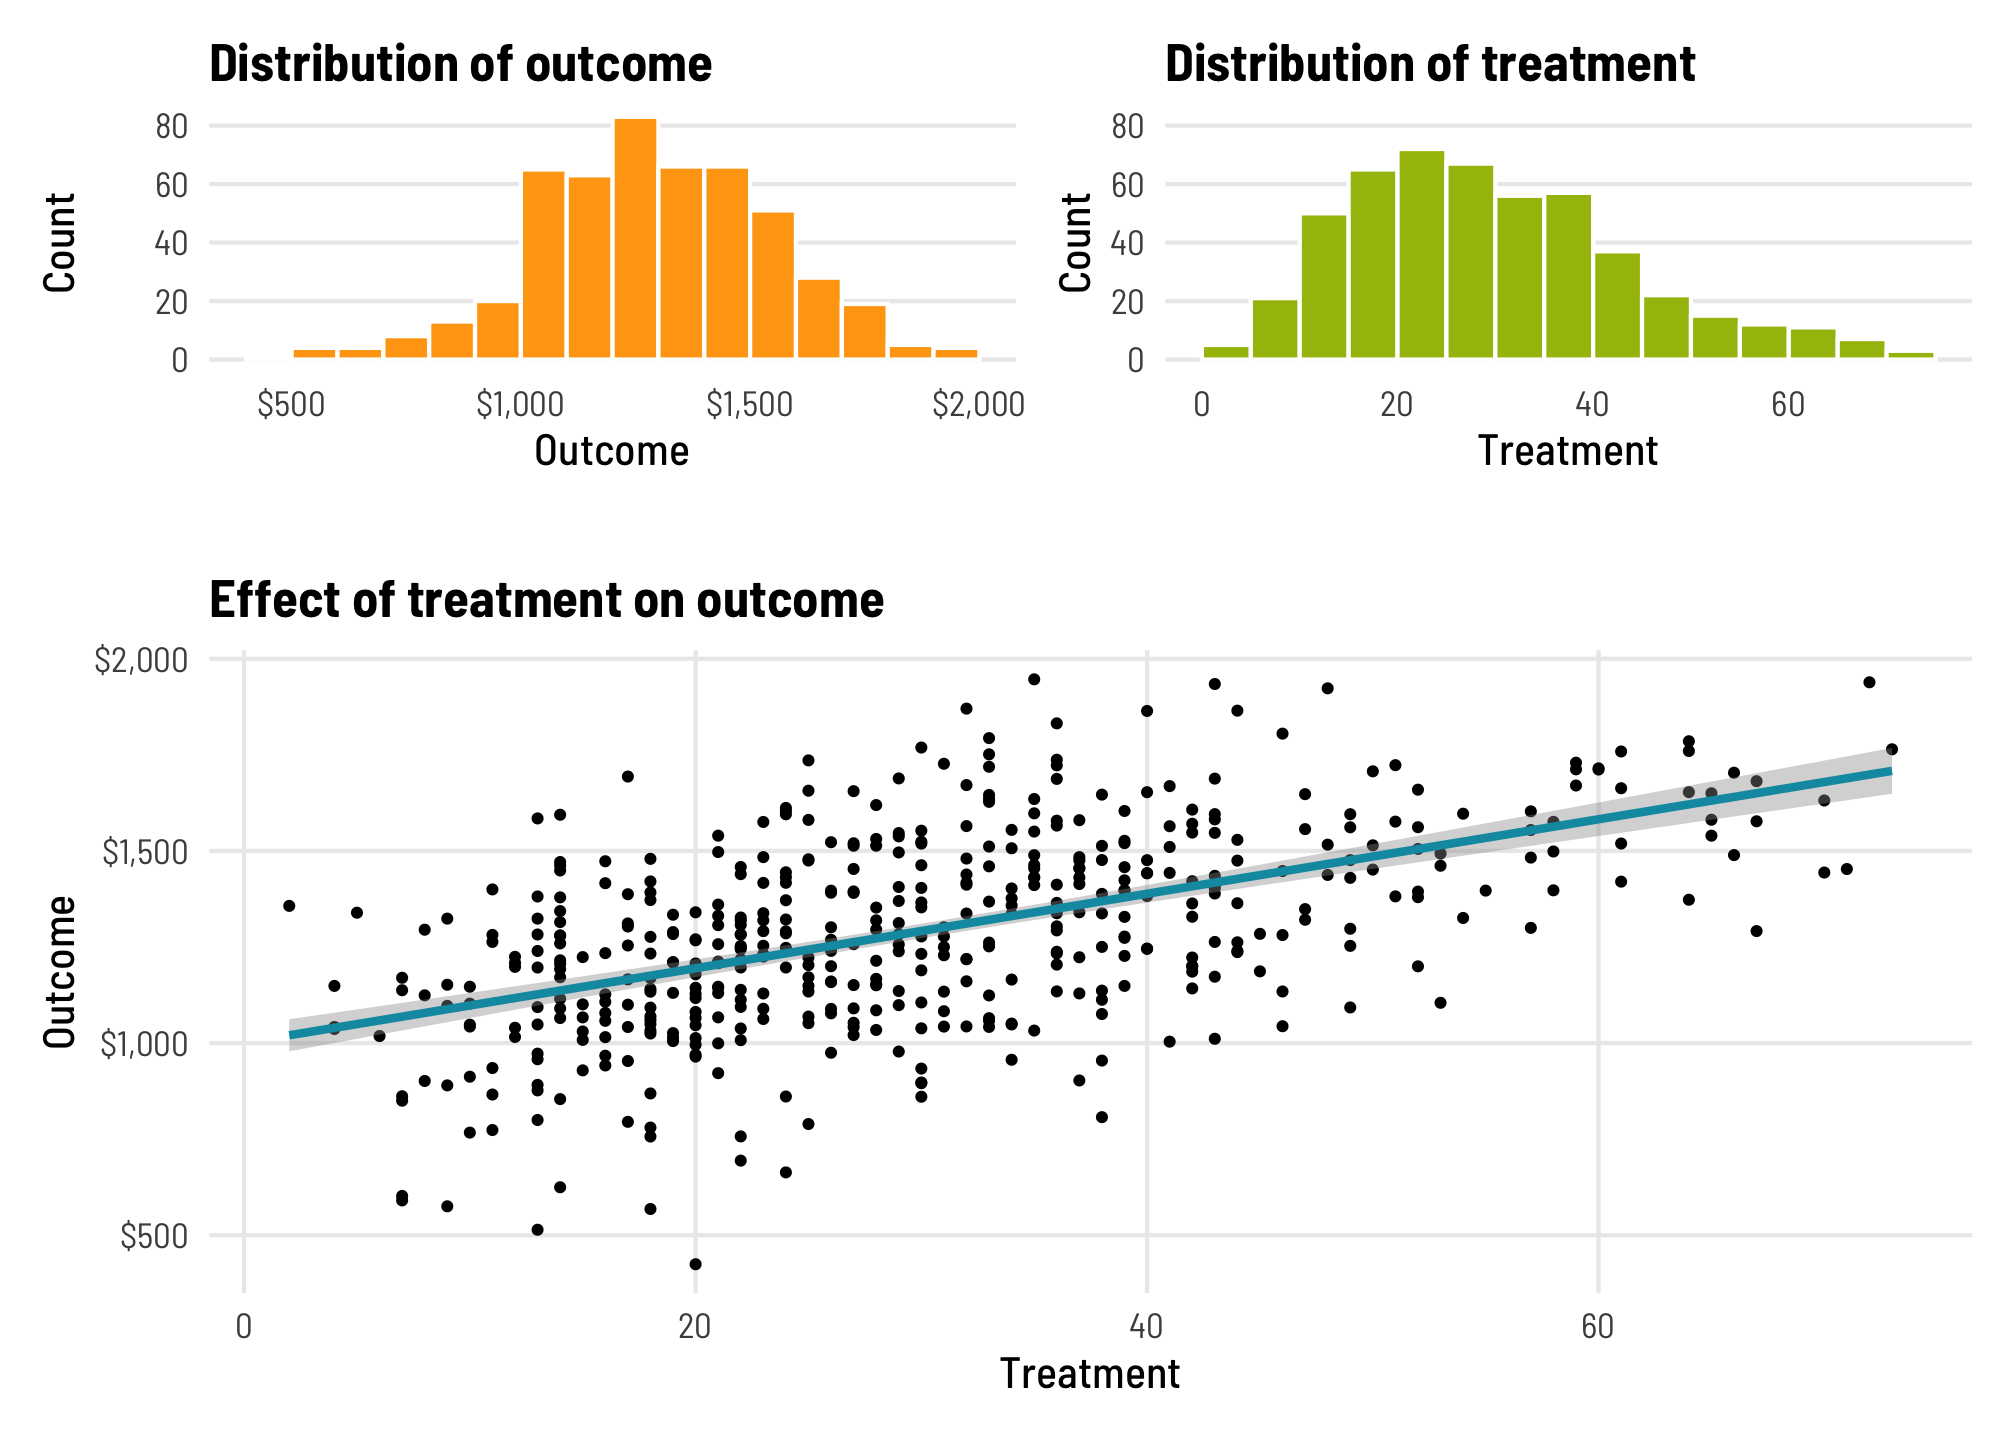 Distribution of outcome
80
60
40
20
0
Count
$500 $1,000 $1,500 $2,000
Outcome
Distribution of treatment
80
60
40
20
0
Count
0 20 40 60
Treatment
Effect of treatment on outcome
$2,000
$1,500
$1,000
$500
Outcome
0 20 40 60
Treatment